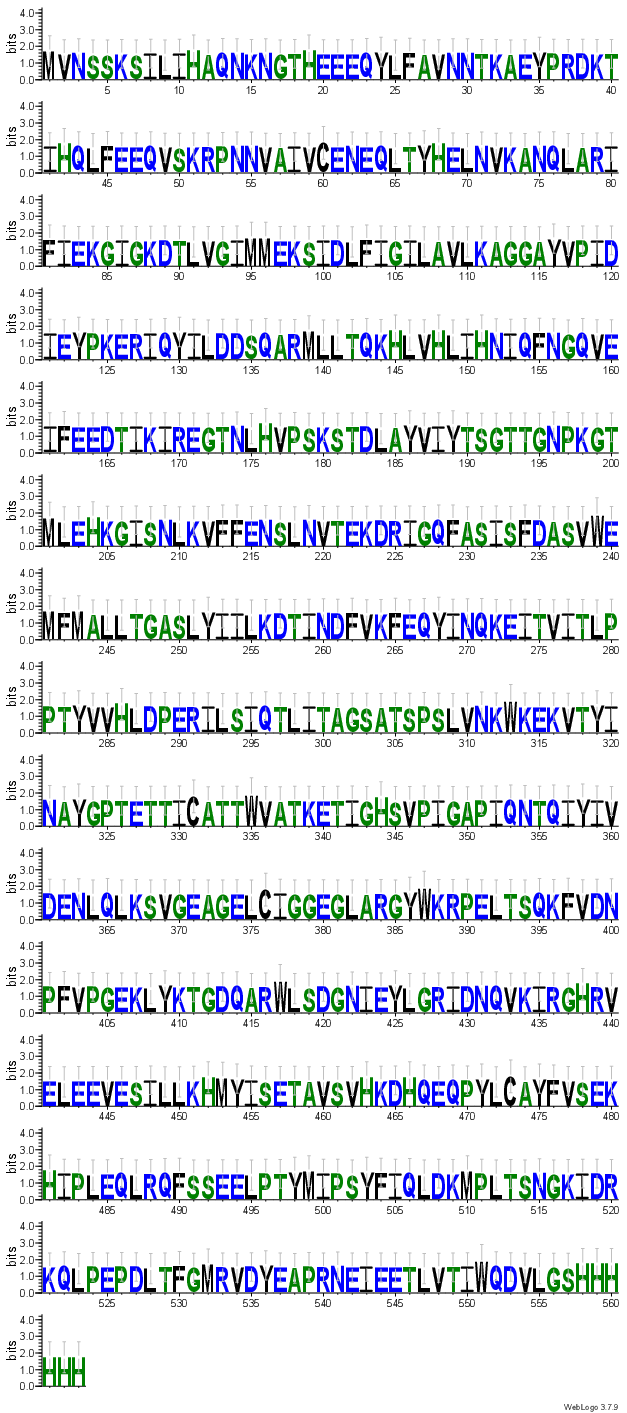 4.0
3.0
2.0
1.0
0.0
bits
MVNSSKSILIHAQNKNGTHEEEQYLFAVNNTKAEYPRDKT
5 10 15 20 25 30 35 40
4.0
3.0
2.0
1.0
0.0
bits
IHQLFEEQVSKRPNNVAIVCENEQLTYHELNVKANQLARI
45 50 55 60 65 70 75 80
4.0
3.0
2.0
1.0
0.0
bits
FIEKGIGKDTLVGIMMEKSIDLFIGILAVLKAGGAYVPID
85 90 95 100 105 110 115 120
4.0
3.0
2.0
1.0
0.0
bits
IEYPKERIQYILDDSQARMLLTQKHLVHLIHNIQFNGQVE
125 130 135 140 145 150 155 160
4.0
3.0
2.0
1.0
0.0
bits
IFEEDTIKIREGTNLHVPSKSTDLAYVIYTSGTTGNPKGT
165 170 175 180 185 190 195 200
4.0
3.0
2.0
1.0
0.0
bits
MLEHKGISNLKVFFENSLNVTEKDRIGQFASISFDASVWE
205 210 215 220 225 230 235 240
4.0
3.0
2.0
1.0
0.0
bits
MFMALLTGASLYIILKDTINDFVKFEQYINQKEITVITLP
245 250 255 260 265 270 275 280
4.0
3.0
2.0
1.0
0.0
bits
PTYVVHLDPERILSIQTLITAGSATSPSLVNKWKEKVTYI
285 290 295 300 305 310 315 320
4.0
3.0
2.0
1.0
0.0
bits
NAYGPTETTICATTWVATKETIGHSVPIGAPIQNTQIYIV
325 330 335 340 345 350 355 360
4.0
3.0
2.0
1.0
0.0
bits
DENLQLKSVGEAGELCIGGEGLARGYWKRPELTSQKFVDN
365 370 375 380 385 390 395 400
4.0
3.0
2.0
1.0
0.0
bits
PFVPGEKLYKTGDQARWLSDGNIEYLGRIDNQVKIRGHRV
405 410 415 420 425 430 435 440
4.0
3.0
2.0
1.0
0.0
bits
ELEEVESILLKHMYISETAVSVHKDHQEQPYLCAYFVSEK
445 450 455 460 465 470 475 480
4.0
3.0
2.0
1.0
0.0
bits
HIPLEQLRQFSSEELPTYMIPSYFIQLDKMPLTSNGKIDR
485 490 495 500 505 510 515 520
4.0
3.0
2.0
1.0
0.0
bits
KQLPEPDLTFGMRVDYEAPRNEIEETLVTIWQDVLGSHHH
525 530 535 540 545 550 555 560
4.0
3.0
2.0
1.0
0.0
bits
HHH
WebLogo 3.7.9